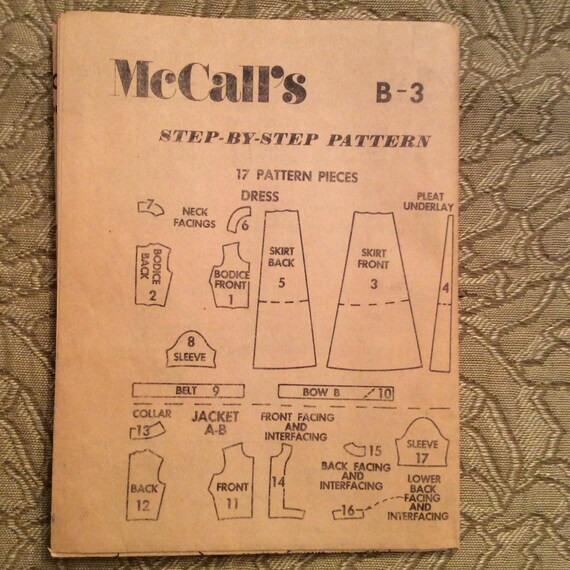 McCall's
B-3
STEP-BY-STEP PATTERN
17 PATTERN PIECES
DRESS
PLEAT
UNDERLAY
7
NECK
FACINGS
6
BODICE
BACK
2
BODICE
FRONT
1
SKIRT
BACK
5
SKIRT
FRONT
3
4
8
SLEEVE
BELT 9
BOW B 10
COLLAR
13
JACKET
A-B
FRONT FACING
AND
INTERFACING
14
15
BACK FACING
AND
INTERFACING
SLEEVE
17
BACK
12
FRONT
11
16
LOWER
BACK
FACING
AND
INTERFACING